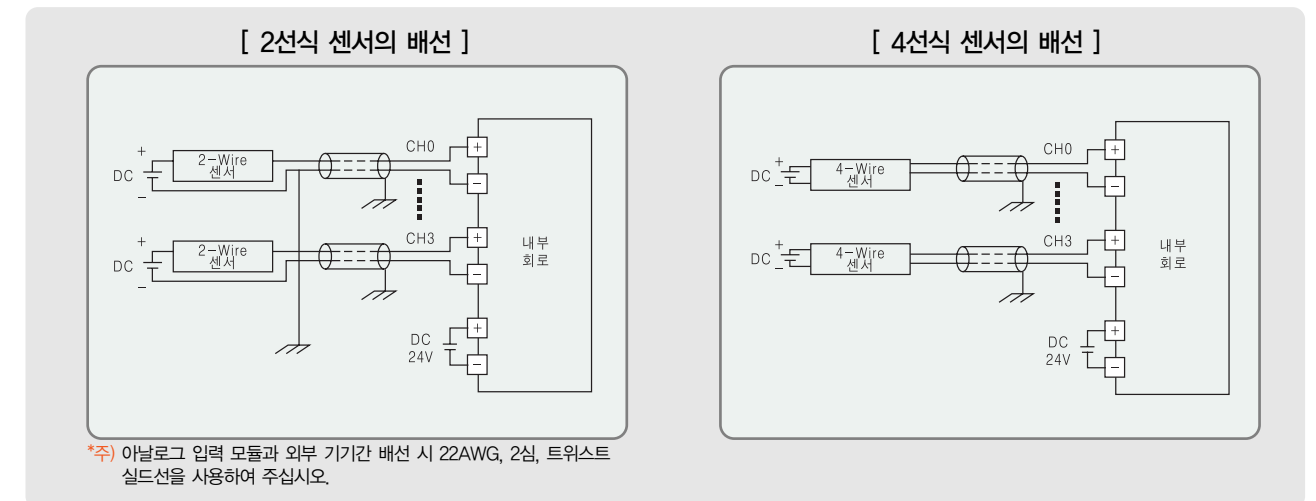 [ 2선식 센서의 배선 ]
+
DC
−
2-Wire
센서
CH0
+
−
+
DC
−
2-Wire
센서
CH3
+
−
내부
회로
DC
24V
+
−
*주) 아날로그 입력 모듈과 외부 기기간 배선 시 22AWG, 2심, 트위스트
실드선을 사용하여 주십시오.
[ 4선식 센서의 배선 ]
+
DC
−
4-Wire
센서
CH0
+
−
+
DC
−
4-Wire
센서
CH3
+
−
내부
회로
DC
24V
+
−